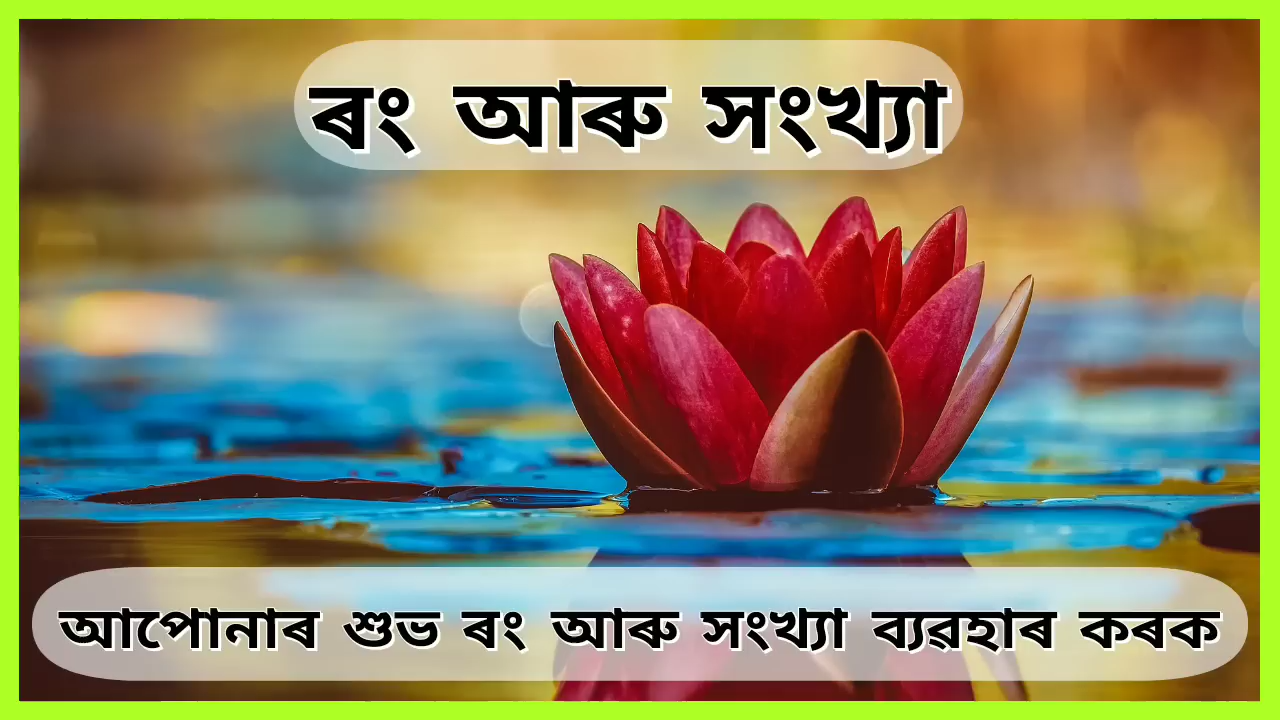 ৰং আৰু সংখ্যা
আপোনাৰ শুভ ৰং আৰু সংখ্যা ব্যৱহাৰ কৰক